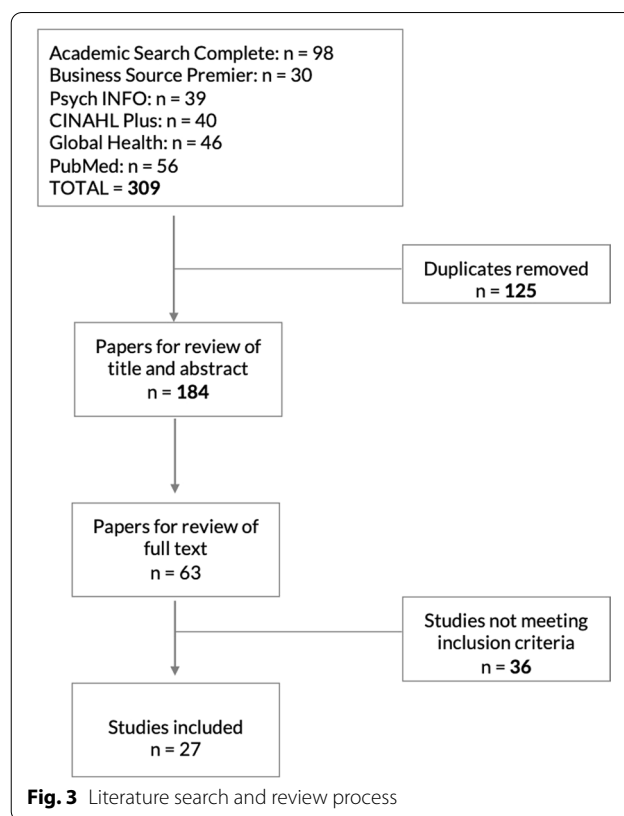 Academic Search Complete: n = 98
Business Source Premier: n = 30
Psych INFO: n = 39
CINAHL Plus: n = 40
Global Health: n = 46
PubMed: n = 56
TOTAL = 309
Duplicates removed
n = 125
Papers for review of
title and abstract
n = 184
Papers for review of
full text
n = 63
Studies not meeting
inclusion criteria
n = 36
Studies included
n = 27
Fig. 3 Literature search and review process